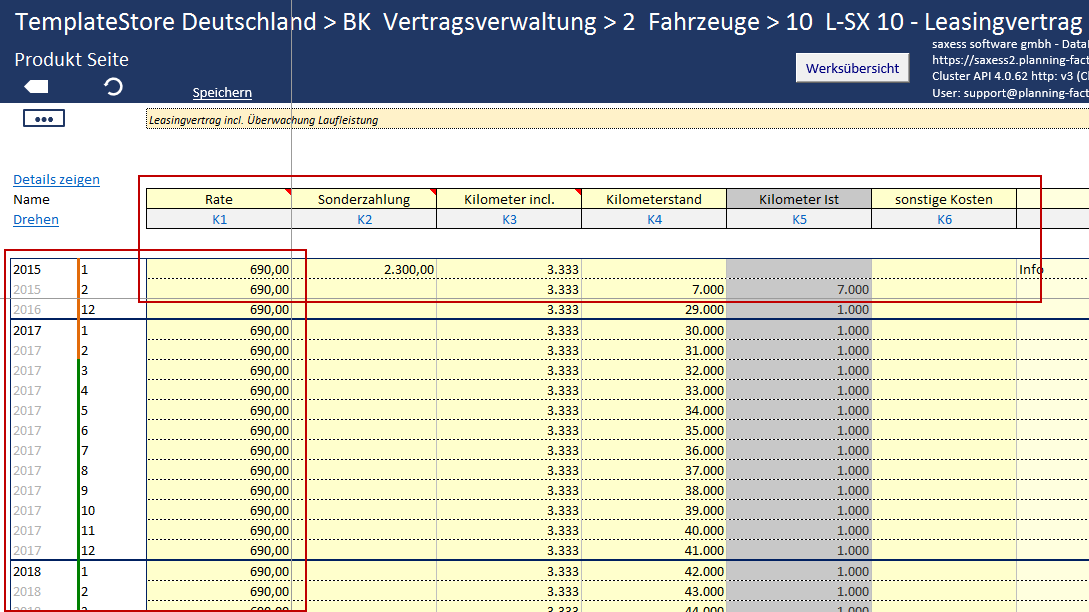 TemplateStore Deutschland > BK Vertragsverwaltung > 2 Fahrzeuge > 10 L-SX 10 - Leasingvertrag
saxess software gmbh - Data
Produkt Seite
https://saxess2.planning-fact
Werksübersicht
Cluster API 4.0.62 http: v3 (C
Speichern
User: support@planning-fact
•••
Leasingvertrag incl. Überwachung Laufleistung
Details zeigen
Name Rate Sonderzahlung Kilometer incl. Kilometerstand Kilometer Ist sonstige Kosten
Drehen K1 K2 K3 K4 K5 K6
2015 1 690,00 2.300,00 3.333 Info
2015 2 690,00 3.333 7.000 7.000
2016 12 690,00 3.333 29.000 1.000
2017 1 690,00 3.333 30.000 1.000
2017 2 690,00 3.333 31.000 1.000
2017 3 690,00 3.333 32.000 1.000
2017 4 690,00 3.333 33.000 1.000
2017 5 690,00 3.333 34.000 1.000
2017 6 690,00 3.333 35.000 1.000
2017 7 690,00 3.333 36.000 1.000
2017 8 690,00 3.333 37.000 1.000
2017 9 690,00 3.333 38.000 1.000
2017 10 690,00 3.333 39.000 1.000
2017 11 690,00 3.333 40.000 1.000
2017 12 690,00 3.333 41.000 1.000
2018 1 690,00 3.333 42.000 1.000
2018 2 690,00 3.333 43.000 1.000
2018 3 690,00 3.333 44.000 1.000